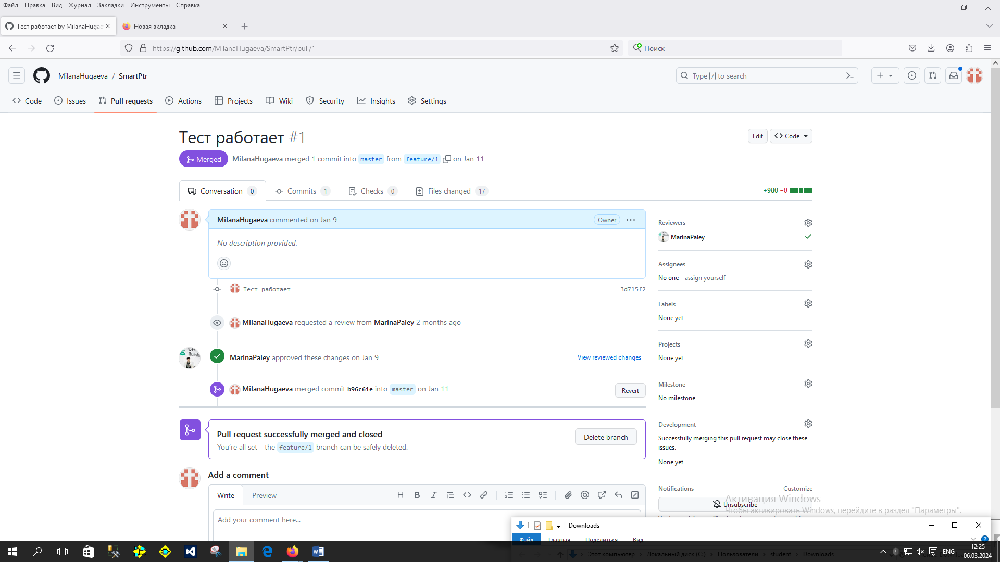 Файл Правка Вид Журнал Закладки Инструменты Справка
Тест работает by MilanaHugae
Новая вкладка
https://github.com/MilanaHugaeva/SmartPtr/pull/1
Поиск
MilanaHugaeva / SmartPtr
Type / to search
Code Issues Pull requests Actions Projects Wiki Security Insights Settings
Тест работает #1
Edit
Code
Merged
MilanaHugaeva merged 1 commit into master from feature/1 on Jan 11
Conversation 0
Commits 1
Checks 0
Files changed 17
+980 −0
MilanaHugaeva commented on Jan 9
Owner
No description provided.
Тест работает
3d715f2
MilanaHugaeva requested a review from MarinaPaley 2 months ago
C++
Russia
MarinaPaley approved these changes on Jan 9
View reviewed changes
MilanaHugaeva merged commit b96c61e into master on Jan 11
Revert
Pull request successfully merged and closed
You're all set—the feature/1 branch can be safely deleted.
Delete branch
Add a comment
Write Preview
Add your comment here...
Reviewers
MarinaPaley
Assignees
No one—assign yourself
Labels
None yet
Projects
None yet
Milestone
No milestone
Development
Successfully merging this pull request may close these
issues.
None yet
Notifications
Customize
Unsubscribe
Активация Windows
Чтобы активировать Windows, перейдите в раздел "Параметры".
Downloads
Файл Главная Поделиться Вид
Этот компьютер Локальный диск (C:) Пользователи student Downloads
ENG
12:25
06.03.2024